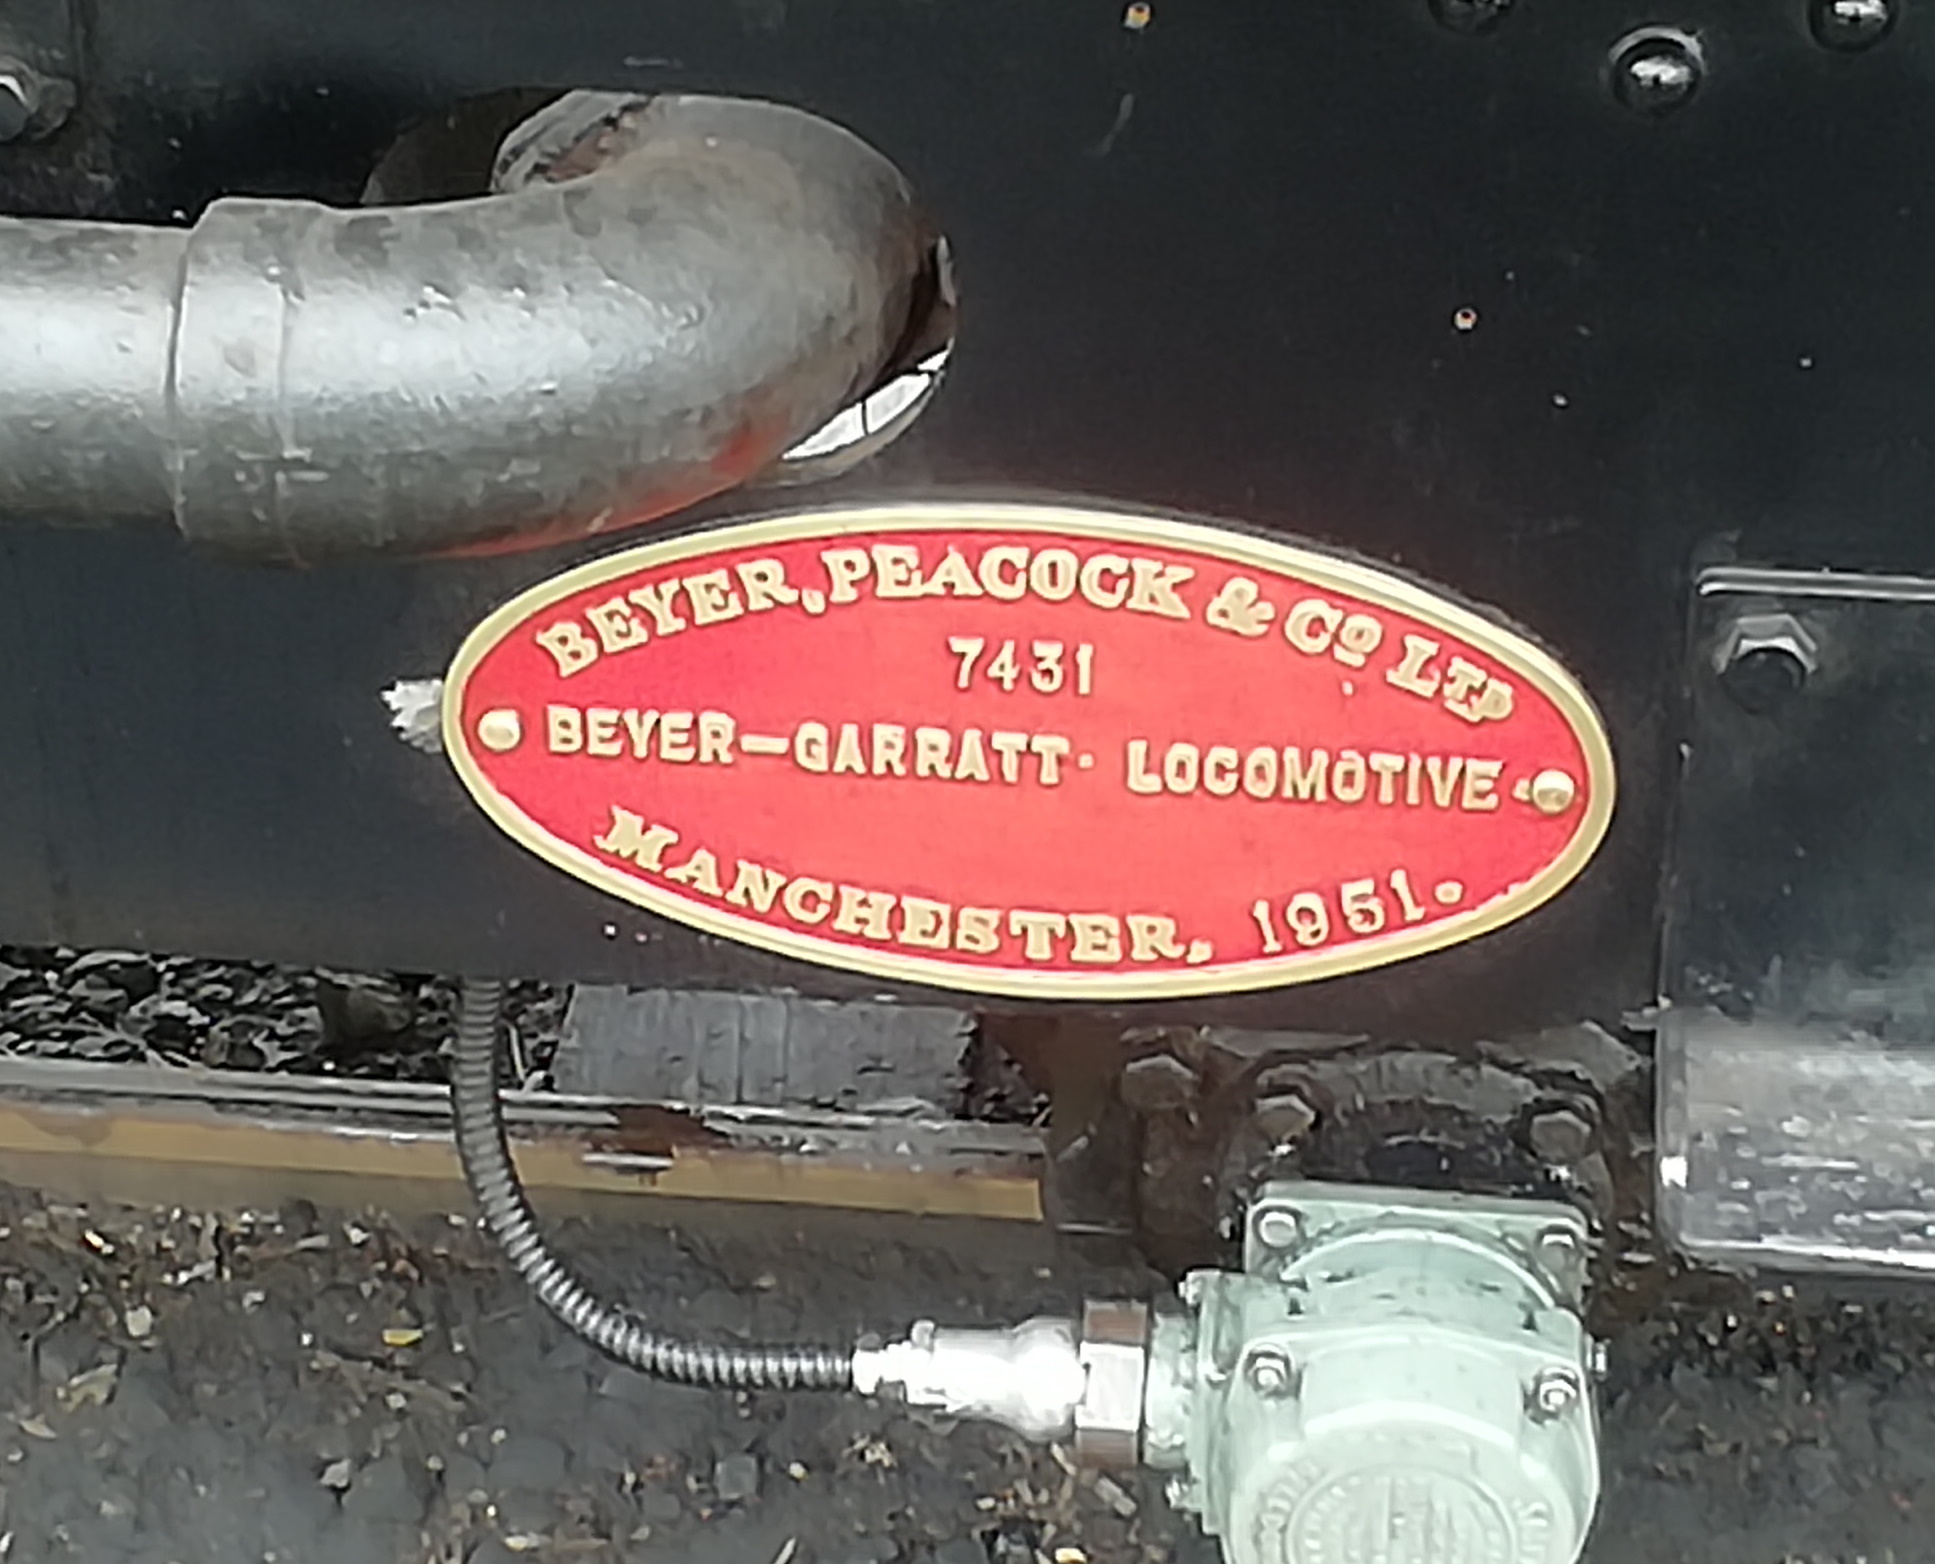 BEYER, PEACOCK & Cº LTD
7431
BEYER—GARRATT· LOCOMOTIVE·
MANCHESTER, 1951.